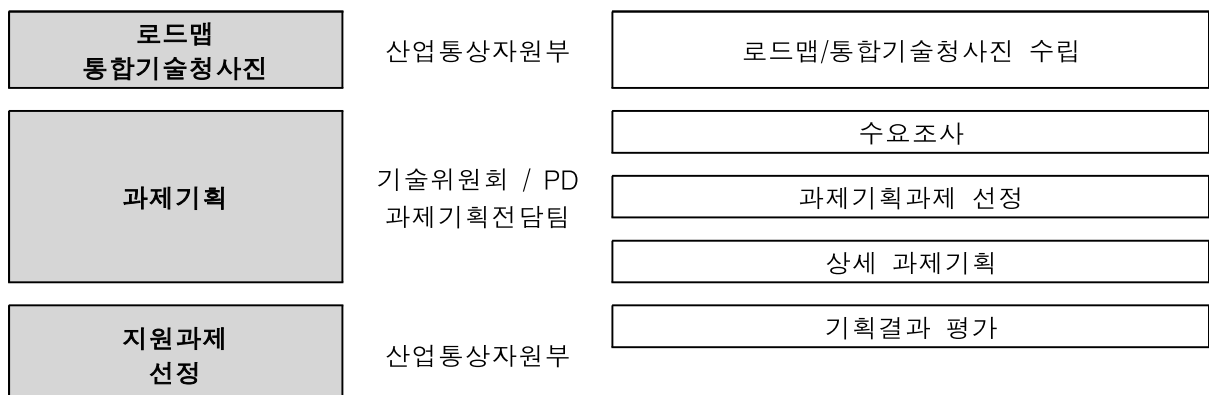 로드맵
통합기술청사진
산업통상자원부
로드맵/통합기술청사진 수립
과제기획
기술위원회 / PD
과제기획전담팀
수요조사
과제기획과제 선정
상세 과제기획
지원과제
선정
산업통상자원부
기획결과 평가